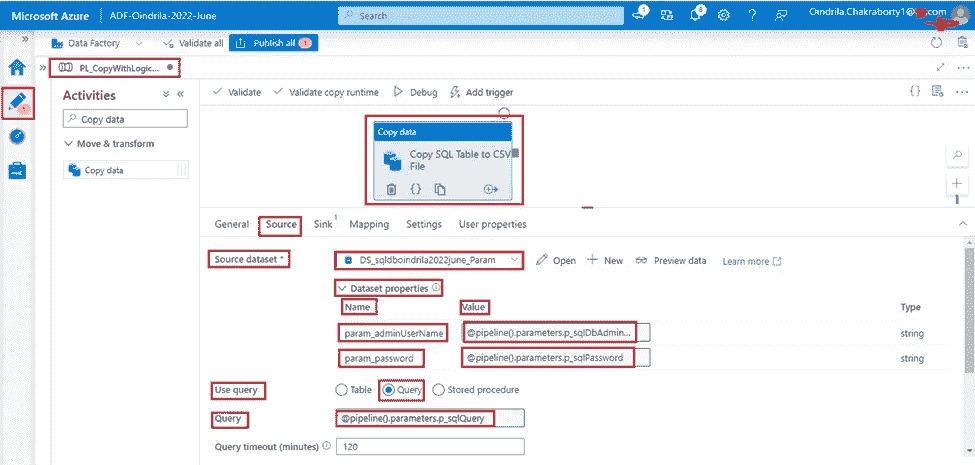 Microsoft Azure
ADF-Oindrila-2022-June
Search
1
8
Oindrila.Chakraborty1@
.com
»
Data Factory
Validate all
Publish all 1
»
PL_CopyWithLogic...
Activities
Copy data
Move & transform
Copy data
Validate
Validate copy runtime
Debug
Add trigger
Copy data
Copy SQL Table to CSV
File
General
Source
Sink 1
Mapping
Settings
User properties
Source dataset *
DS_sqldboindrila2022june_Param
Open
New
Preview data
Learn more
Dataset properties
Name
Value
Type
param_adminUserName
@pipeline().parameters.p_sqlDbAdmin...
string
param_password
@pipeline().parameters.p_sqlPassword
string
Use query
Table
Query
Stored procedure
Query
@pipeline().parameters.p_sqlQuery
Query timeout (minutes)
120